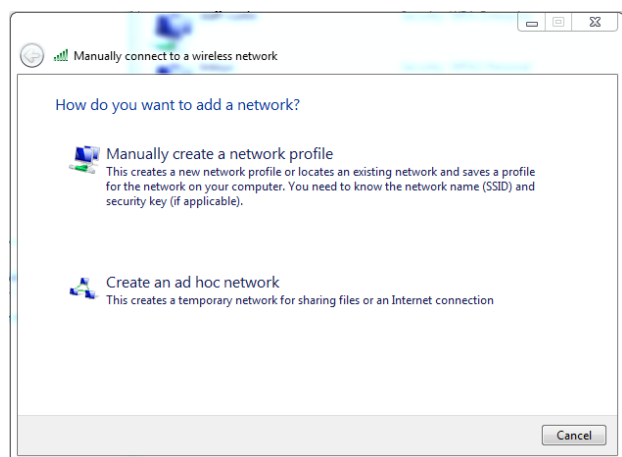 Manually connect to a wireless network
How do you want to add a network?
Manually create a network profile
This creates a new network profile or locates an existing network and saves a profile
for the network on your computer. You need to know the network name (SSID) and
security key (if applicable).
Create an ad hoc network
This creates a temporary network for sharing files or an Internet connection
Cancel